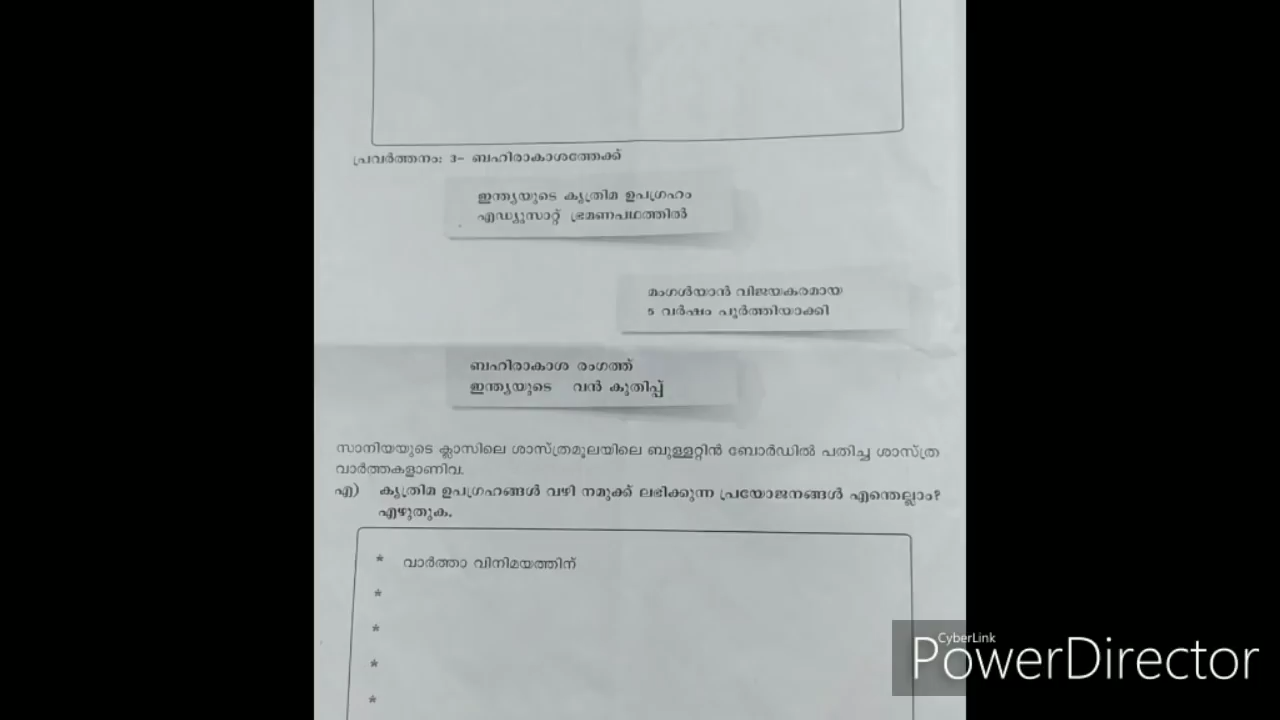 പ്രവർത്തനം: 3- ബഹിരാകാശത്തേക്ക്
ഇന്ത്യയുടെ കൃത്രിമ ഉപഗ്രഹം
എഡ്യുസാറ്റ് ഭ്രമണപഥത്തിൽ
മംഗൾയാൻ വിജയകരമായ
5 വർഷം പൂർത്തിയാക്കി
ബഹിരാകാശ രംഗത്ത്
ഇന്ത്യയുടെ വൻ കുതിപ്പ്
സാനിയയുടെ ക്ലാസിലെ ശാസ്ത്രമൂലയിലെ ബുള്ളറ്റിൻ ബോർഡിൽ പതിച്ച ശാസ്ത്ര
വാർത്തകളാണിവ.
എ) കൃത്രിമ ഉപഗ്രഹങ്ങൾ വഴി നമുക്ക് ലഭിക്കുന്ന പ്രയോജനങ്ങൾ എന്തെല്ലാം?
എഴുതുക.
* വാർത്താ വിനിമയത്തിന്
*
*
*
*
CyberLink
PowerDirector